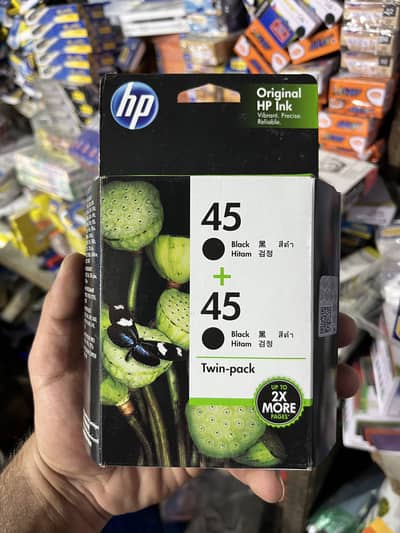 hp
Original
HP Ink
Vibrant. Precise.
Reliable.
45
Black 黑 สีดำ
Hitam 검정
+
45
Black 黑 สีดำ
Hitam 검정
Twin-pack
UP TO
2X
MORE
PAGES*